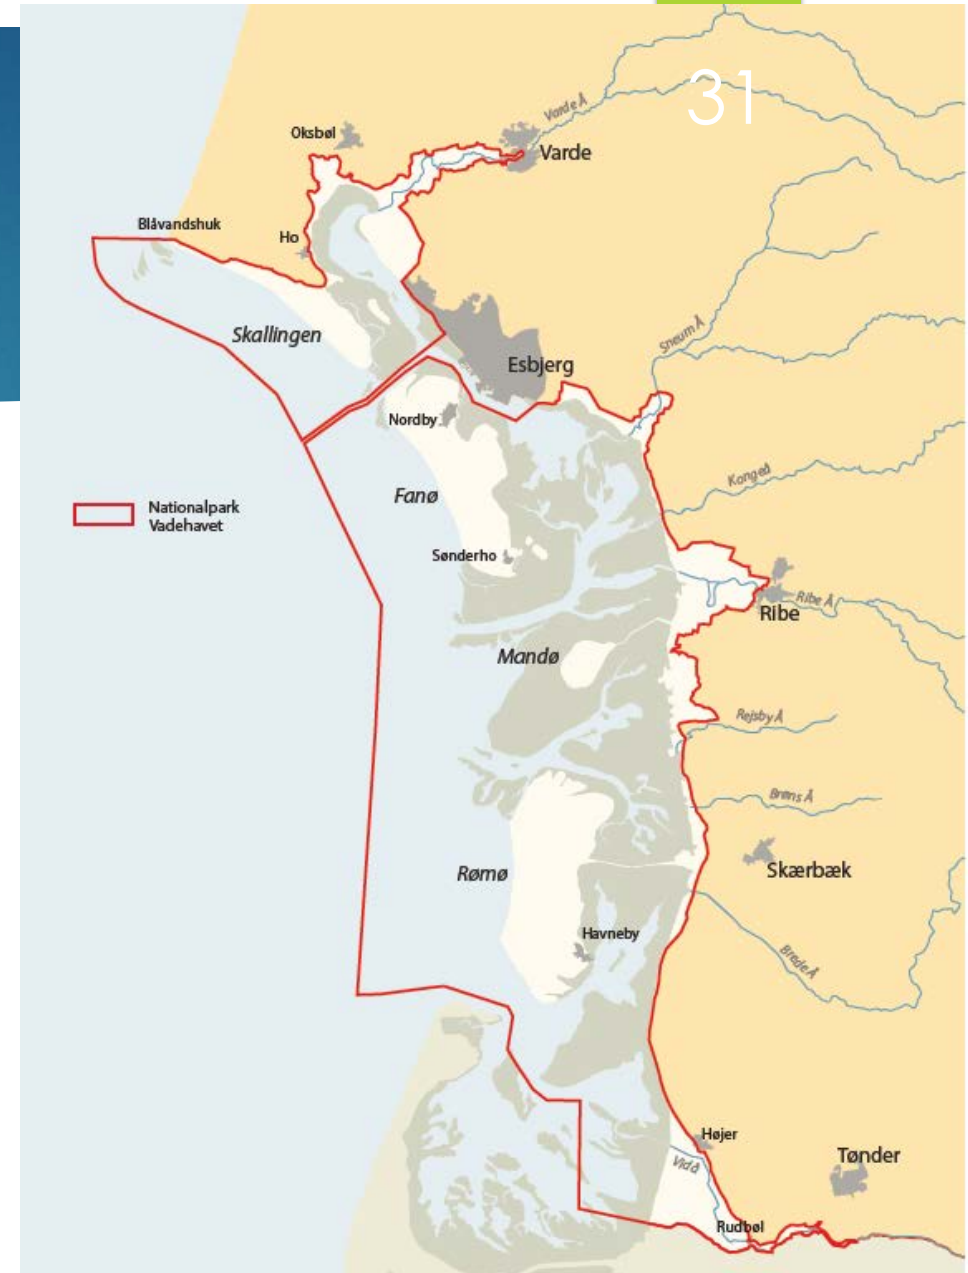 31
Varde Å
Oksbøl
Varde
Blåvandshuk
Ho
Skallingen
Sneum Å
Esbjerg
Nordby
Kongeå
Fanø
Nationalpark
Vadehavet
Sønderho
Ribe Å
Ribe
Mandø
Rejsby Å
Brøns Å
Rømø
Skærbæk
Havneby
Brede Å
Højer
Vidå
Tønder
Rudbøl